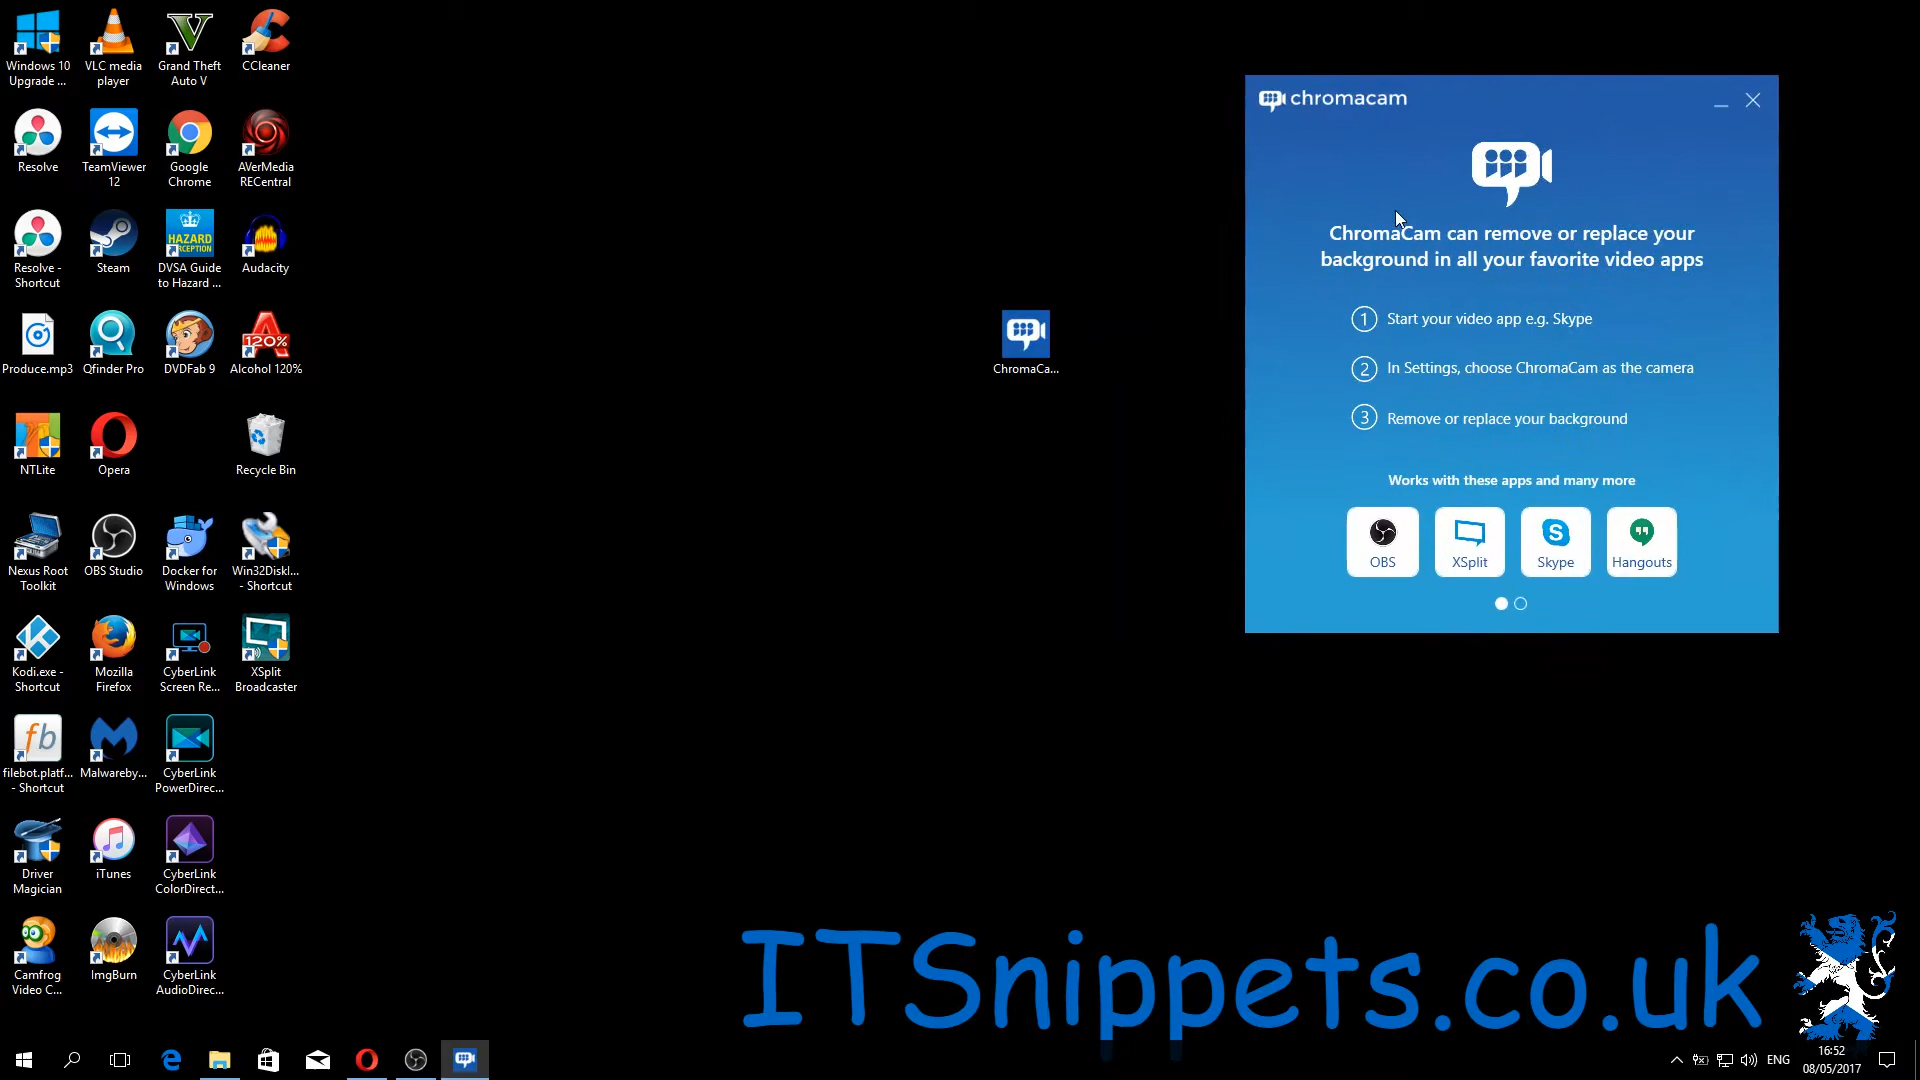 Windows 10
Upgrade ...
VLC media
player
Grand Theft
Auto V
CCleaner
Resolve
TeamViewer
12
Google
Chrome
AVerMedia
RECentral
Resolve -
Shortcut
Steam
HAZARD
DVSA Guide
to Hazard ...
Audacity
Produce.mp3
Qfinder Pro
DVDFab 9
120%
Alcohol 120%
NTLite
Opera
Recycle Bin
Nexus Root
Toolkit
OBS Studio
Docker for
Windows
Win32DiskI...
- Shortcut
Kodi.exe -
Shortcut
Mozilla
Firefox
CyberLink
Screen Re...
XSplit
Broadcaster
fb
filebot.platf...
- Shortcut
Malwareby...
CyberLink
PowerDirec...
Driver
Magician
iTunes
CyberLink
ColorDirect...
Camfrog
Video C...
ImgBurn
CyberLink
AudioDirec...
ChromaCa...
chromacam
ChromaCam can remove or replace your
background in all your favorite video apps
1 Start your video app e.g. Skype
2 In Settings, choose ChromaCam as the camera
3 Remove or replace your background
Works with these apps and many more
OBS
XSplit
Skype
Hangouts
ITSnippets.co.uk
ENG
16:52
08/05/2017